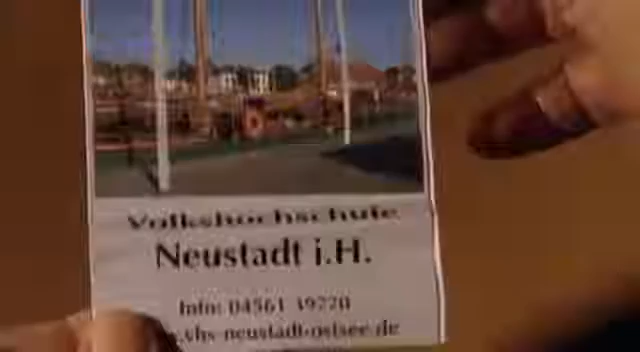 Volkshochschule
Neustadt i.H.
Info: 04561
.vhs-neustadt-ostsee.de